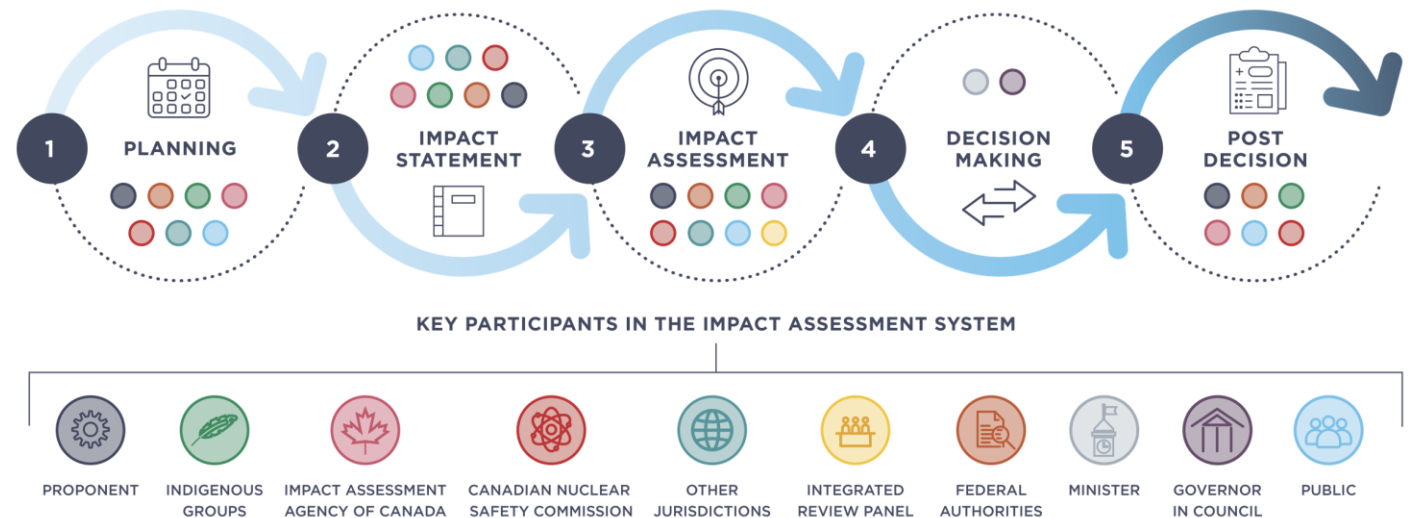 1
PLANNING
2
IMPACT
STATEMENT
3
IMPACT
ASSESSMENT
4
DECISION
MAKING
5
POST
DECISION
KEY PARTICIPANTS IN THE IMPACT ASSESSMENT SYSTEM
PROPONENT
INDIGENOUS
GROUPS
IMPACT ASSESSMENT
AGENCY OF CANADA
CANADIAN NUCLEAR
SAFETY COMMISSION
OTHER
JURISDICTIONS
INTEGRATED
REVIEW PANEL
FEDERAL
AUTHORITIES
MINISTER
GOVERNOR
IN COUNCIL
PUBLIC